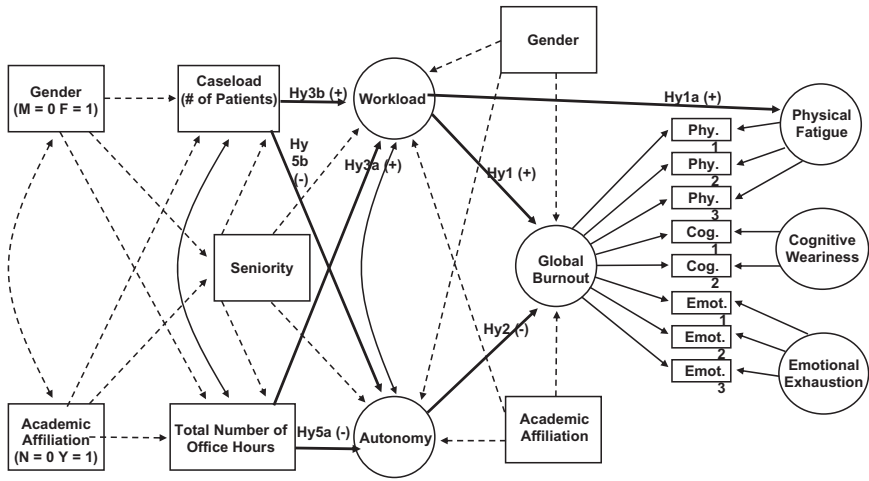 Gender
(M = 0 F = 1)
Caseload
(# of Patients)
Hy3b (+)
Workload
Gender
Hy1a (+)
Physical
Fatigue
Hy
5b
(-)
Hy3a (+)
Hy1 (+)
Phy.
1
Phy.
2
Phy.
3
Seniority
Global
Burnout
Cog.
1
Cog.
2
Cognitive
Weariness
Hy2 (-)
Emot.
1
Emot.
2
Emot.
3
Emotional
Exhaustion
Academic
Affiliation
(N = 0 Y = 1)
Total Number of
Office Hours
Hy5a (-)
Autonomy
Academic
Affiliation